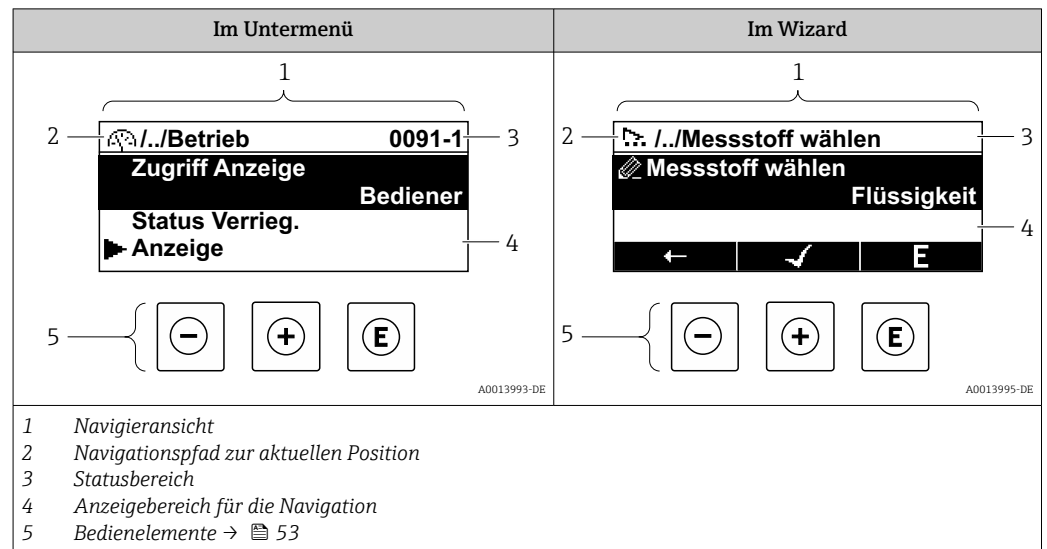 Im Untermenü
Im Wizard
1
2
/../Betrieb 0091-1
3
Zugriff Anzeige
Bediener
Status Verrieg.
Anzeige
4
5
- + E
A0013993-DE
1
2
/../Messstoff wählen
3
Messstoff wählen
Flüssigkeit
4
← ✓ E
5
- + E
A0013995-DE
1 Navigieransicht
2 Navigationspfad zur aktuellen Position
3 Statusbereich
4 Anzeigebereich für die Navigation
5 Bedienelemente → 53